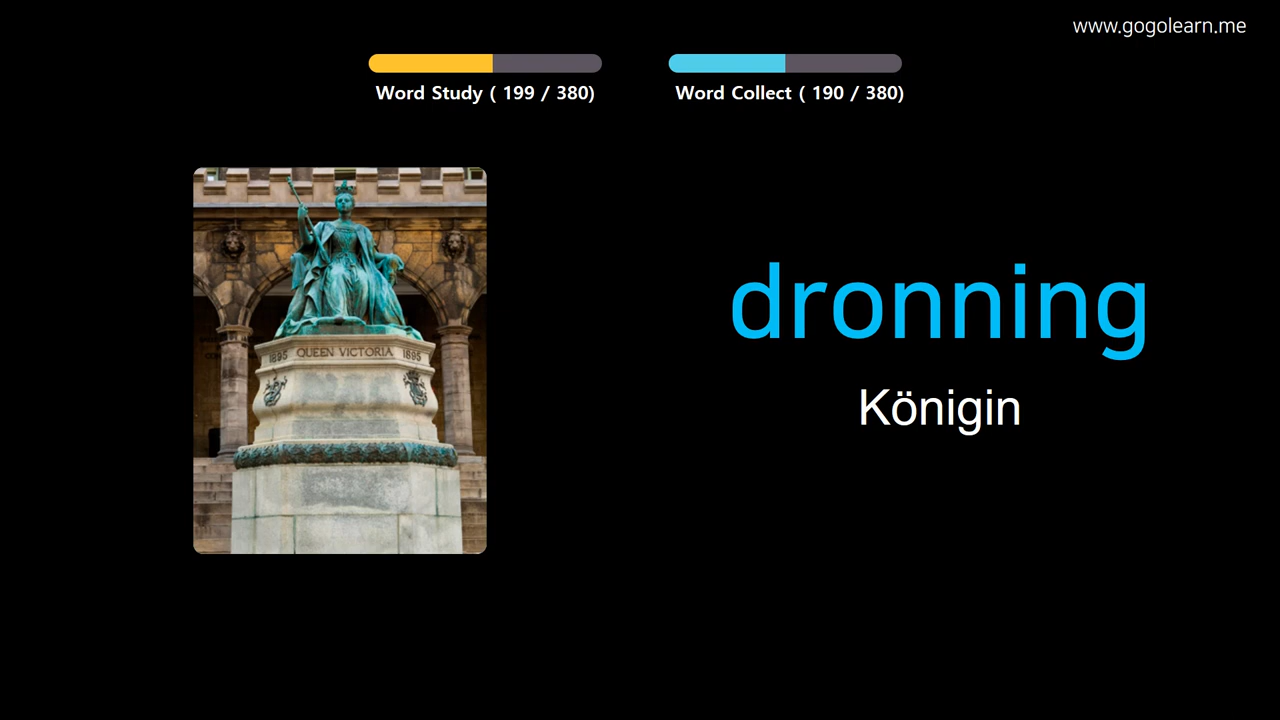 www.gogolearn.me
Word Study ( 199 / 380)
Word Collect ( 190 / 380)
dronning
Königin
1895 QUEEN VICTORIA 1895